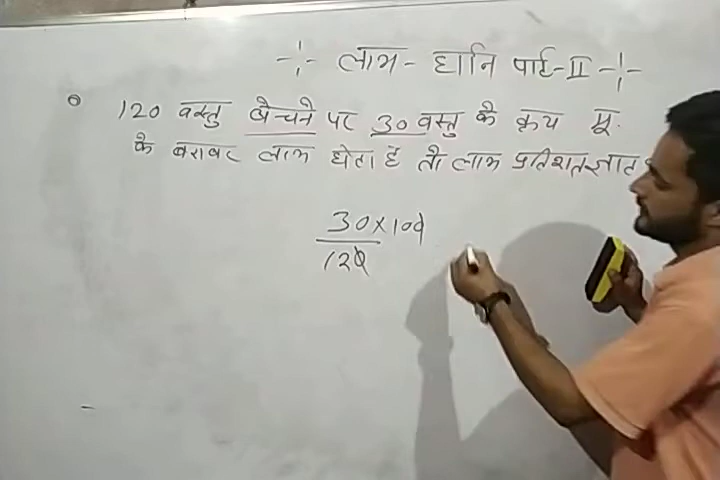 लाभ - हानि पार्ट-II
120 वस्तु बेचने पर 30 वस्तु के क्रय मू.
के बराबर लाभ होता है तो लाभ प्रतिशत ज्ञात
30×100
120